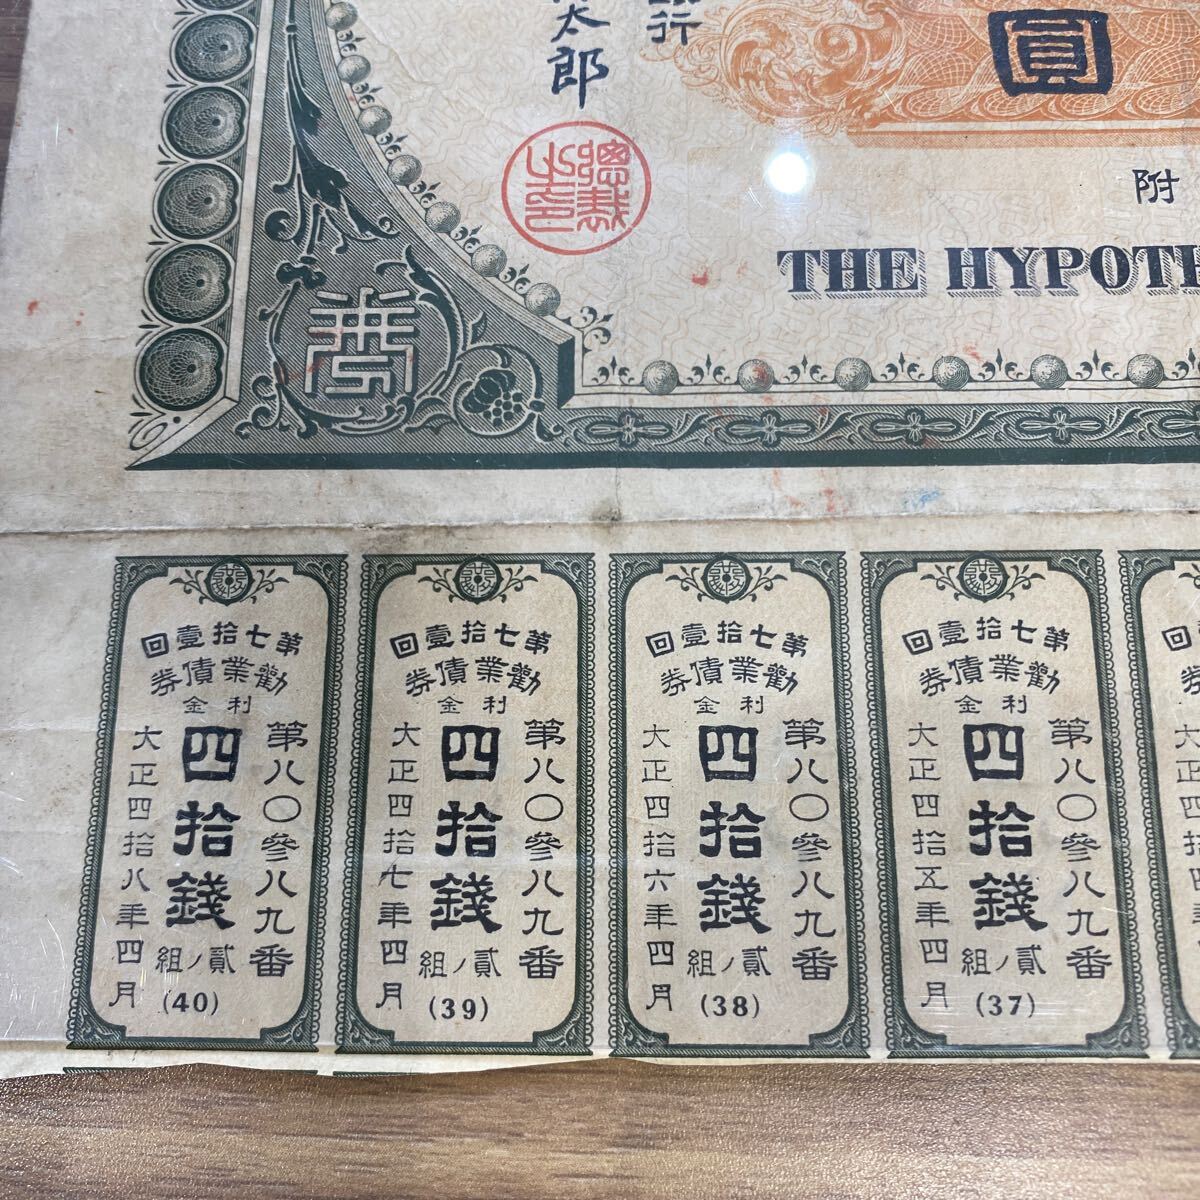 圓
行
太郎
總裁之印
附
THE HYPOTH
第七拾壹回
勸業債券
利金
第八〇參八九番
四拾錢
大正四拾八年四月
貳ノ組
(40)
第七拾壹回
勸業債券
利金
第八〇參八九番
四拾錢
大正四拾七年四月
貳ノ組
(39)
第七拾壹回
勸業債券
利金
第八〇參八九番
四拾錢
大正四拾六年四月
貳ノ組
(38)
第七拾壹回
勸業債券
利金
第八〇參八九番
四拾錢
大正四拾五年四月
貳ノ組
(37)